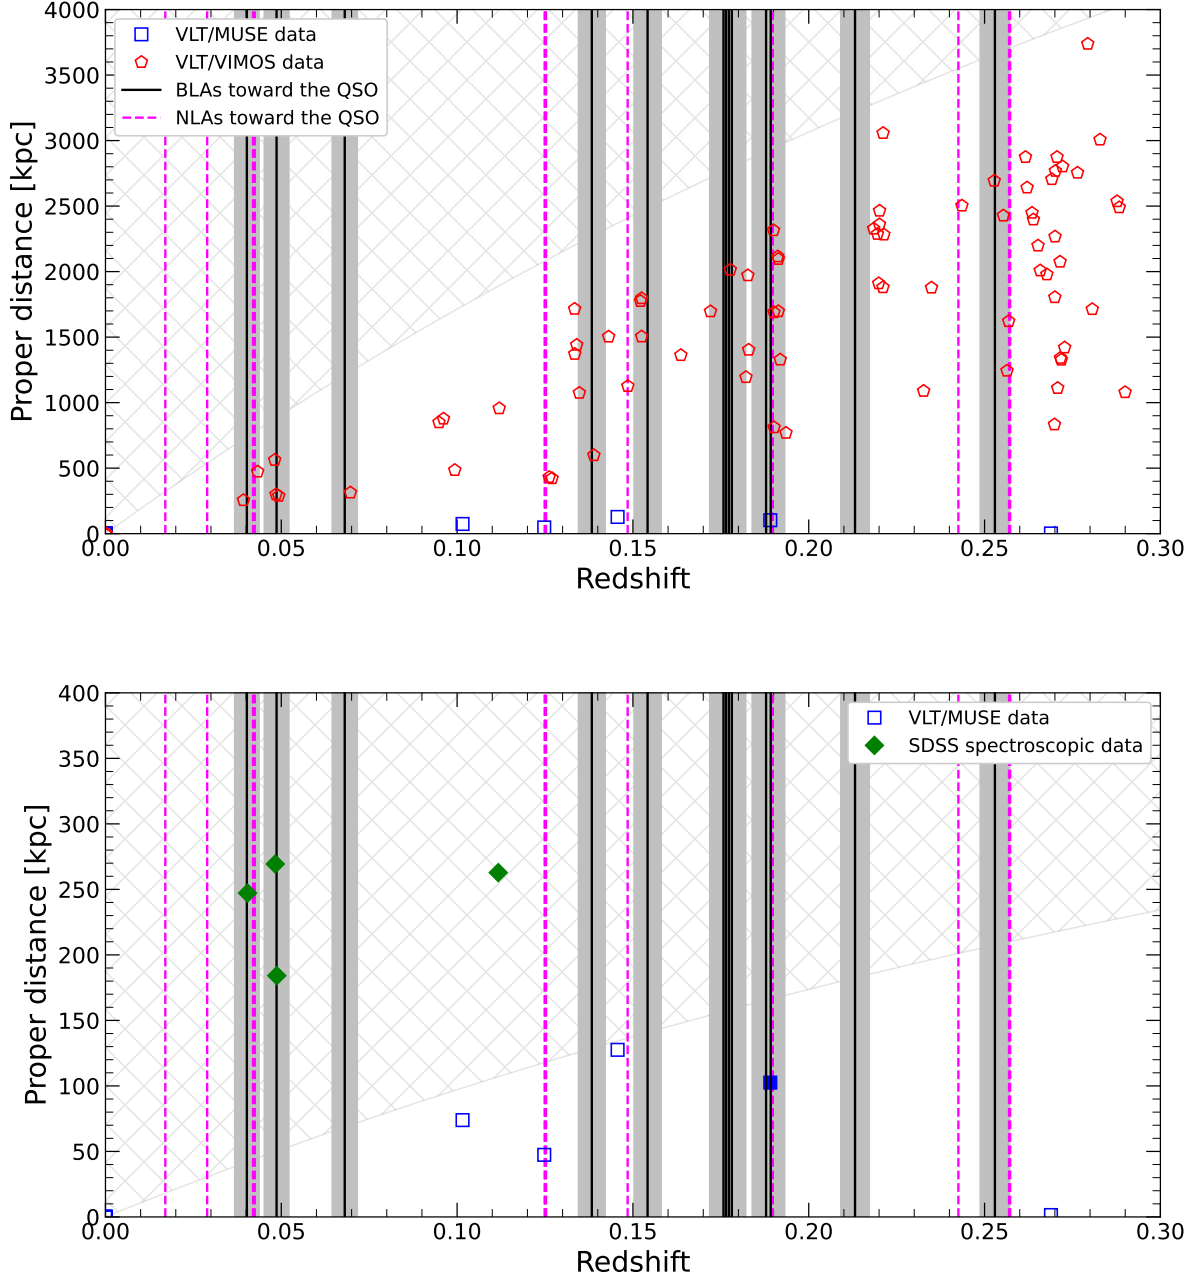 4000
3500
3000
2500
2000
1500
1000
500
0
Proper distance [kpc]
VLT/MUSE data
VLT/VIMOS data
BLAs toward the QSO
NLAs toward the QSO
0.00 0.05 0.10 0.15 0.20 0.25 0.30
Redshift
400
350
300
250
200
150
100
50
0
Proper distance [kpc]
VLT/MUSE data
SDSS spectroscopic data
0.00 0.05 0.10 0.15 0.20 0.25 0.30
Redshift